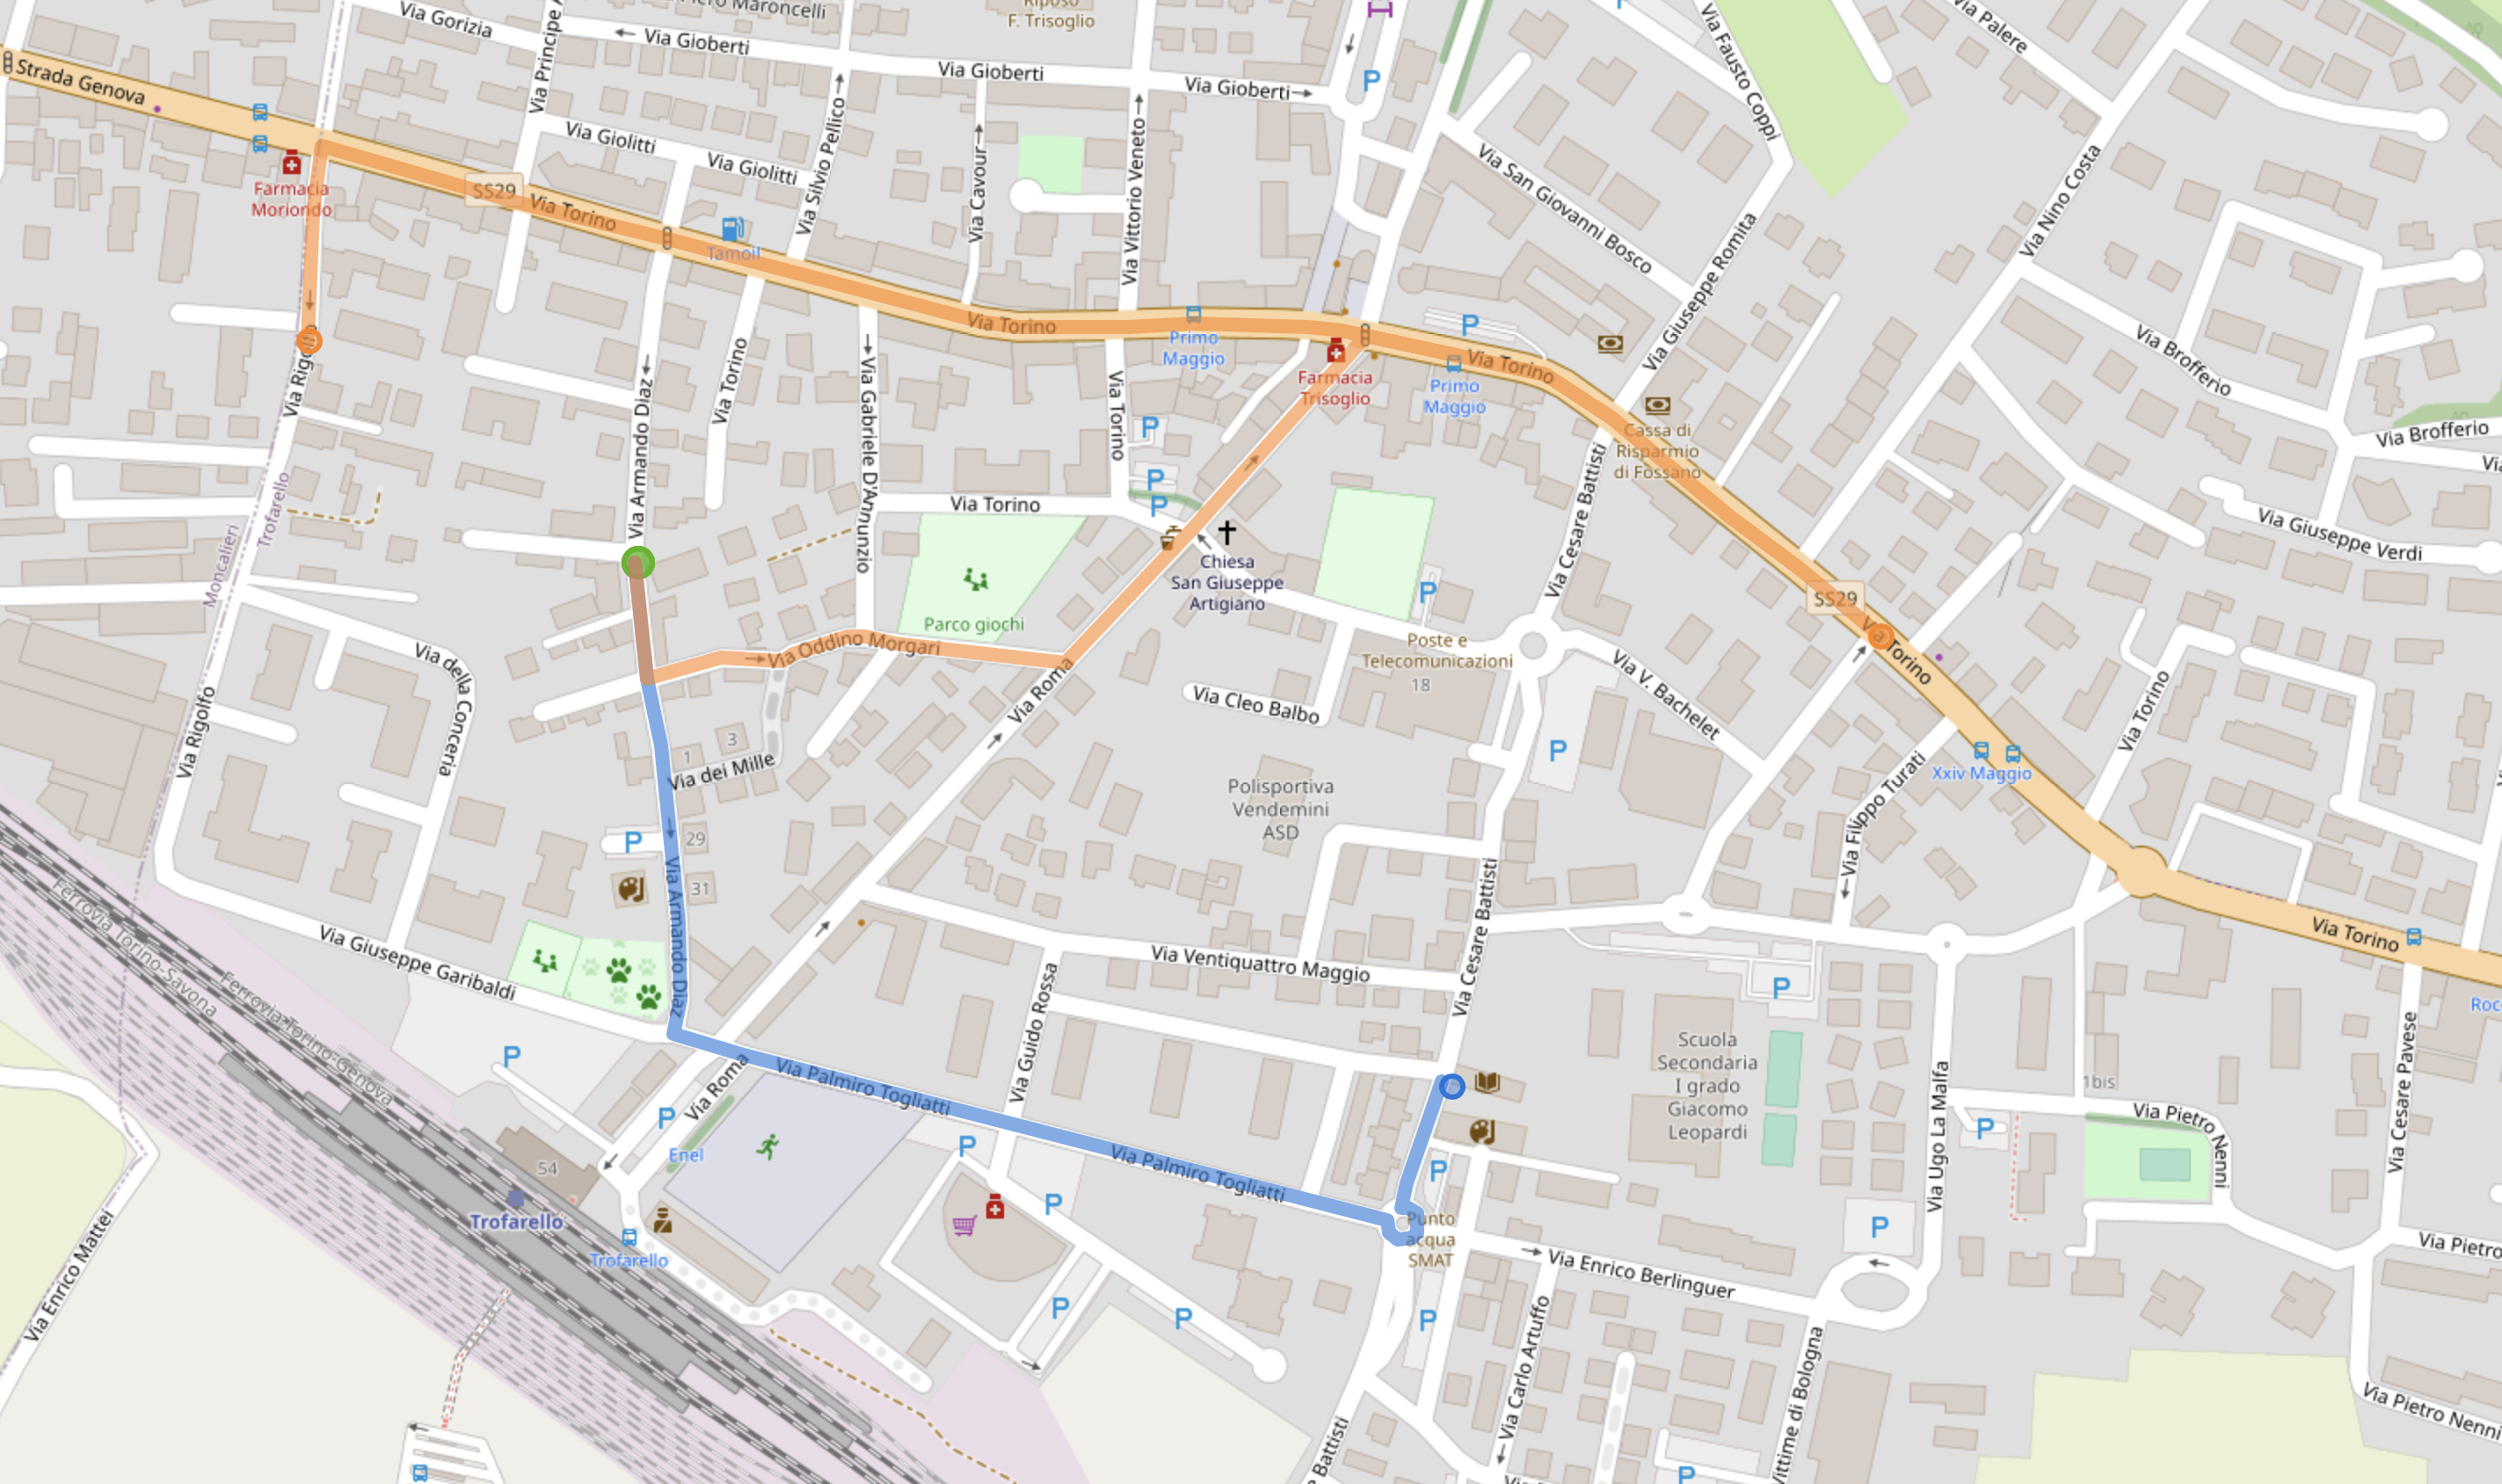 Via Gorizia
Piero Maroncelli
Riposo
F. Trisoglio
Via Palere
Via Principe
Via Gioberti
Via Gioberti
Via Gioberti
P
P
Via Fausto Coppi
Strada Genova
Via Giolitti
Via Giolitti
Via Silvio Pellico
Via Cavour
Via Vittorio Veneto
Via San Giovanni Bosco
Via Nino Costa
Farmacia
Moriondo
SS29
Via Torino
Tamoil
Via Torino
Primo
Maggio
P
Via Torino
Via Giuseppe Romita
Farmacia
Trisoglio
Primo
Maggio
Via Brofferio
Via Brofferio
Via Armando Diaz
Via Torino
Via Gabriele D'Annunzio
Via Torino
P
P
P
Cassa di
Risparmio
di Fossano
Via Cesare Battisti
Via Giuseppe Verdi
Via Torino
Moncalieri
Trofarello
Chiesa
San Giuseppe
Artigiano
P
SS29
Via Torino
Parco giochi
Via Oddino Morgari
Poste e
Telecomunicazioni
18
Via della Conceria
Via Rigolfo
Via Roma
Via Cleo Balbo
Via V. Bachelet
Via Torino
P
1
3
Via dei Mille
Xxiv Maggio
Via Filippo Turati
Polisportiva
Vendemini
ASD
P
29
31
Via Armando Diaz
Via Cesare Battisti
Via Torino
Ferrovia Torino-Savona
Ferrovia Torino-Genova
Via Giuseppe Garibaldi
Via Ventiquattro Maggio
Via Guido Rossa
P
Roc
P
Via Palmiro Togliatti
Via Roma
P
Enel
Scuola
Secondaria
I grado
Giacomo
Leopardi
Via Ugo La Malfa
1bis
Via Pietro Nenni
P
Via Cesare Pavese
54
Trofarello
Trofarello
P
P
Via Palmiro Togliatti
P
Punto
acqua
SMAT
P
Via Enrico Berlinguer
Via Pietro
Via Enrico Mattei
P
P
P
Via Carlo Artuffo
Vittime di Bologna
Battisti
Via Pietro Nenni
P